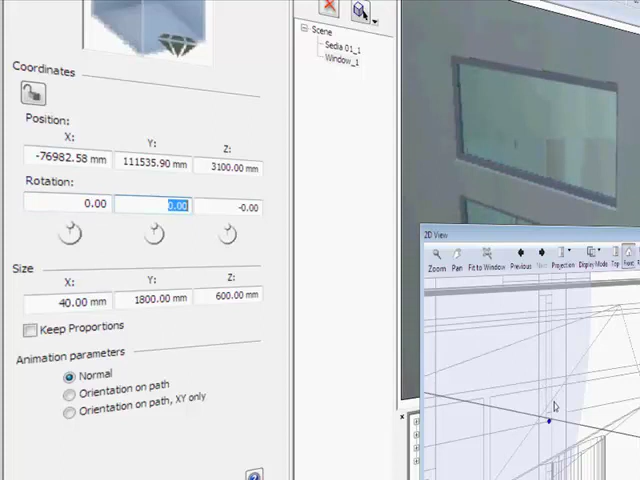 Scene
Sedia 01_1
Window_1
Coordinates
Position:
X: Y: Z:
-76982.58 mm 111535.90 mm 3100.00 mm
Rotation:
0.00 0.00 -0.00
Size
X: Y: Z:
40.00 mm 1800.00 mm 600.00 mm
Keep Proportions
Animation parameters
Normal
Orientation on path
Orientation on path, XY only
2D View
Zoom Pan Fit to Window Previous Projection Display Mode Top